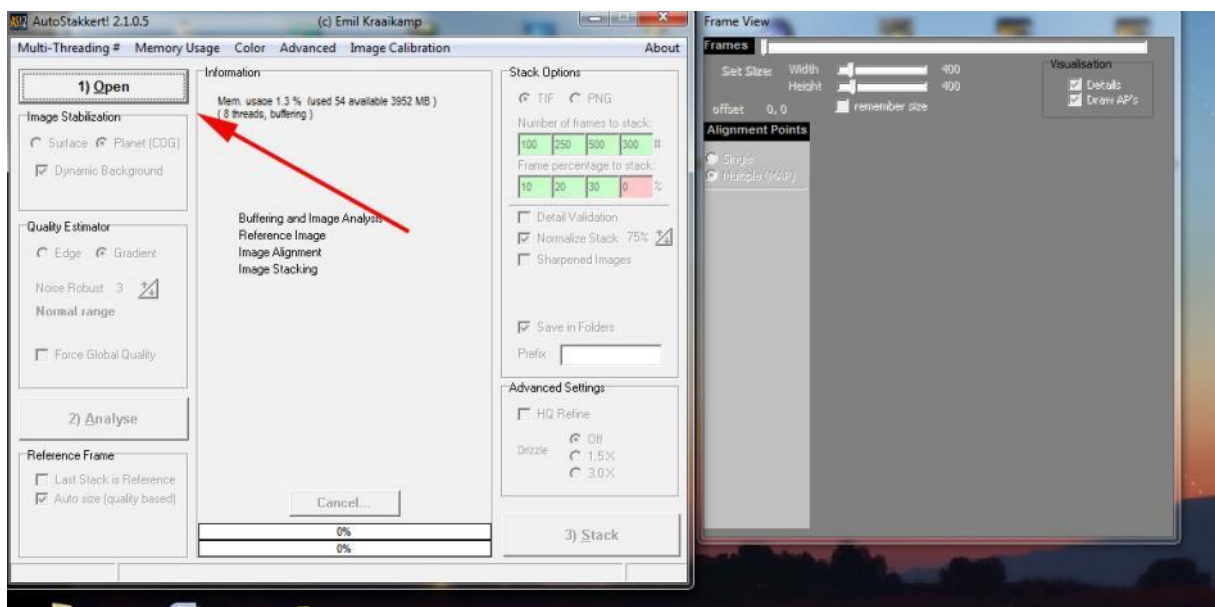 AS!2 AutoStakkert! 2.1.0.5 (c) Emil Kraaikamp
Multi-Threading # Memory Usage Color Advanced Image Calibration About
1) Open
Image Stabilization
Surface Planet (COG)
Dynamic Background
Quality Estimator
Edge Gradient
Noise Robust 3
Normal range
Force Global Quality
2) Analyse
Reference Frame
Last Stack is Reference
Auto size (quality based)
Information
Mem. usage 1.3 % (used 54 available 3952 MB )
( 8 threads, buffering )
Buffering and Image Analysis
Reference Image
Image Alignment
Image Stacking
Cancel...
0%
0%
Stack Options
TIF PNG
Number of frames to stack:
100 250 500 300 #
Frame percentage to stack:
10 20 30 0 %
Detail Validation
Normalize Stack 75%
Sharpened Images
Save in Folders
Prefix
Advanced Settings
HQ Refine
Drizzle
Off
1.5X
3.0X
3) Stack
Frame View
Frames
Set Size: Width 400
Height 400
offset 0, 0 remember size
Visualisation
Details
Draw AP's
Alignment Points
Single
Multiple (MAP)